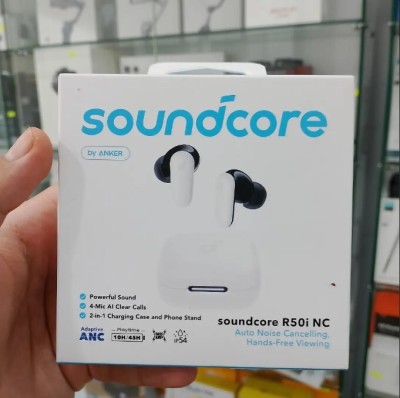 soundcore
by ANKER
Powerful Sound
4-Mic AI Clear Calls
2-in-1 Charging Case and Phone Stand
Adaptive
ANC
Playtime
10H/45H
IP54
soundcore R50i NC
Auto Noise Cancelling,
Hands-Free Viewing